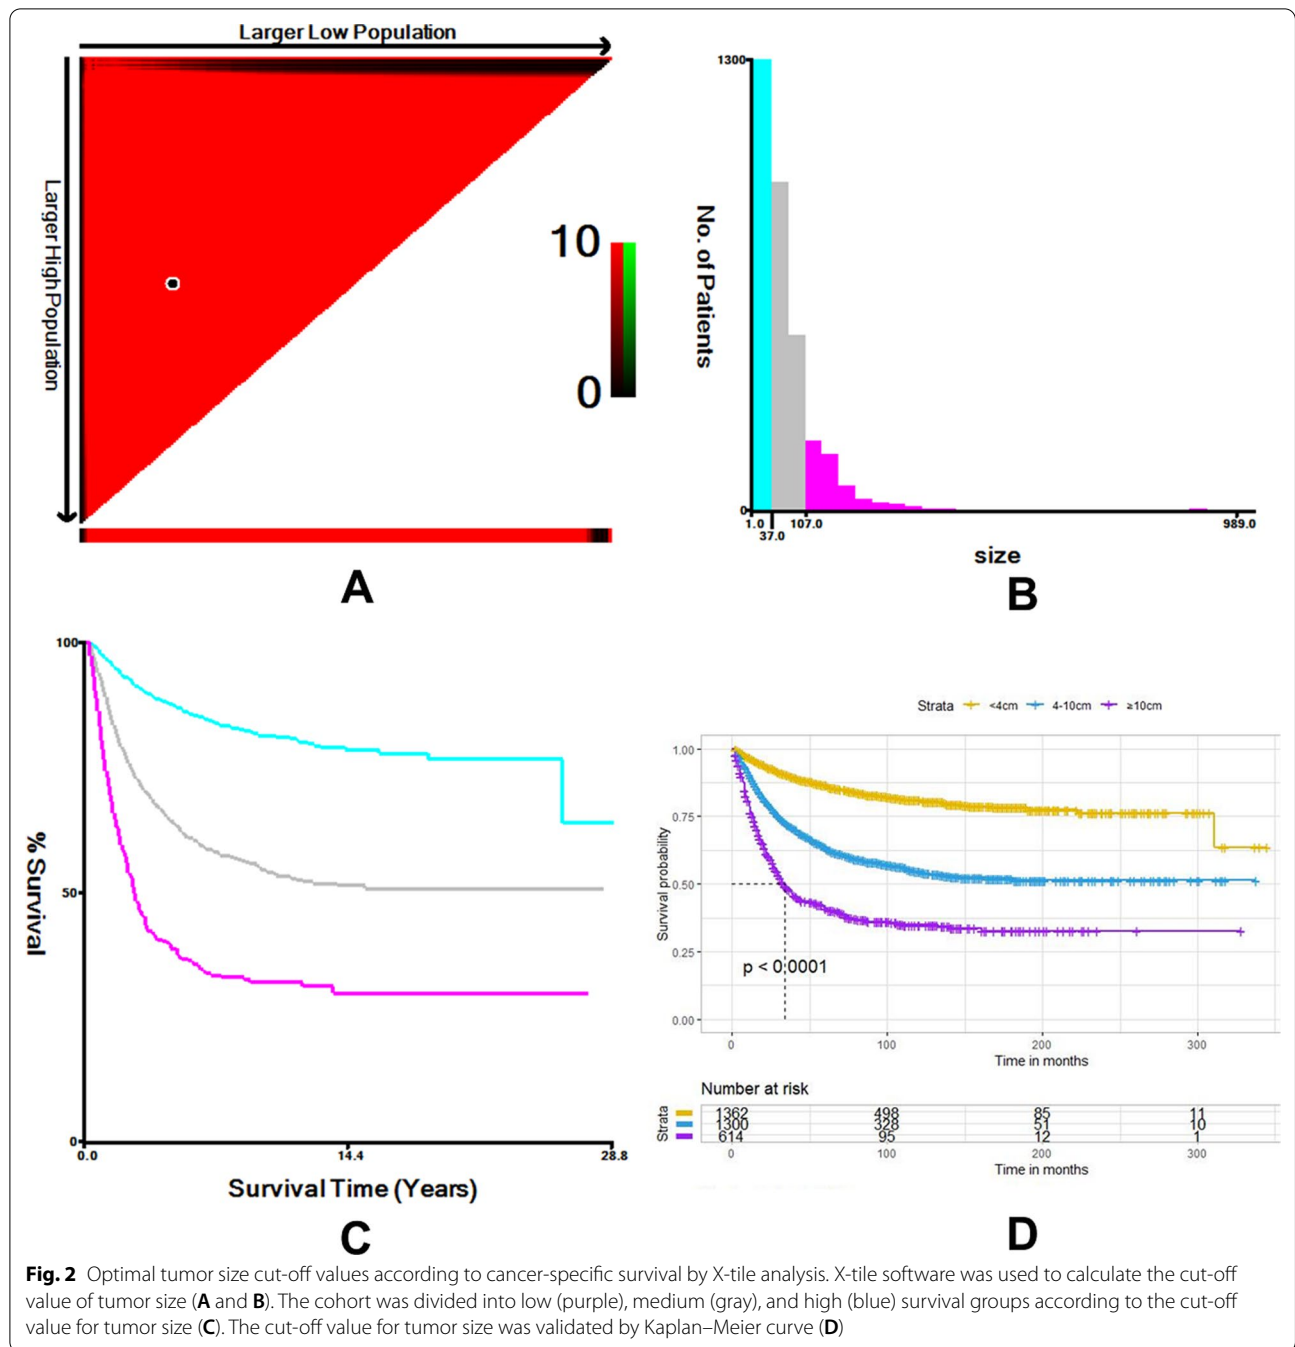 Larger Low Population
Larger High Population
10
0
A
1300
0
No. of Patients
1.0
37.0
107.0
989.0
size
B
100
50
0
% Survival
0.0
14.4
28.8
Survival Time (Years)
C
Strata <4cm 4-10cm ≥10cm
1.00
0.75
0.50
0.25
0.00
Survival probability
p < 0.0001
0 100 200 300
Time in months
Number at risk
Strata
1362 498 85 11
1300 328 51 10
614 95 12 1
0 100 200 300
Time in months
D
Fig. 2 Optimal tumor size cut-off values according to cancer-specific survival by X-tile analysis. X-tile software was used to calculate the cut-off
value of tumor size (A and B). The cohort was divided into low (purple), medium (gray), and high (blue) survival groups according to the cut-off
value for tumor size (C). The cut-off value for tumor size was validated by Kaplan–Meier curve (D)